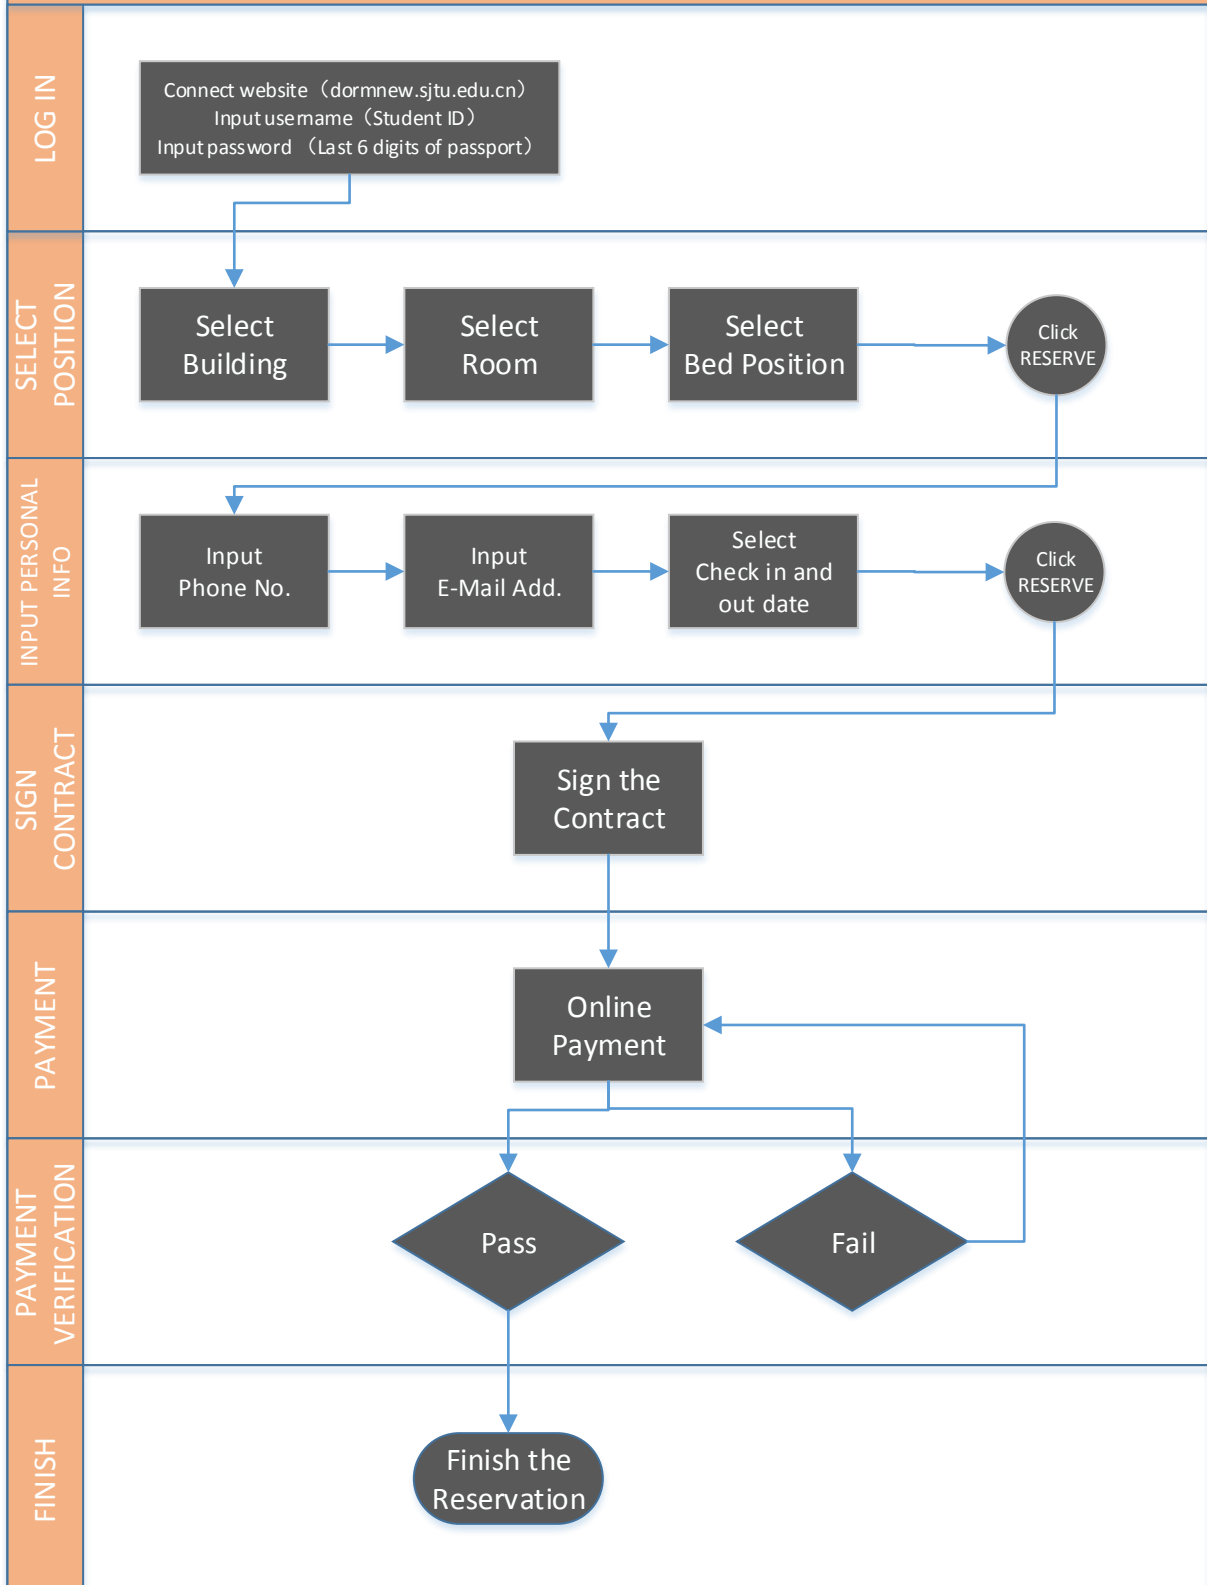 LOG IN
Connect website（dormnew.sjtu.edu.cn）
Input username（Student ID）
Input password （Last 6 digits of passport）
SELECT
POSITION
Select
Building
Select
Room
Select
Bed Position
Click
RESERVE
INPUT PERSONAL
INFO
Input
Phone No.
Input
E-Mail Add.
Select
Check in and
out date
Click
RESERVE
SIGN
CONTRACT
Sign the
Contract
PAYMENT
Online
Payment
PAYMENT
VERIFICATION
Pass
Fail
FINISH
Finish the
Reservation